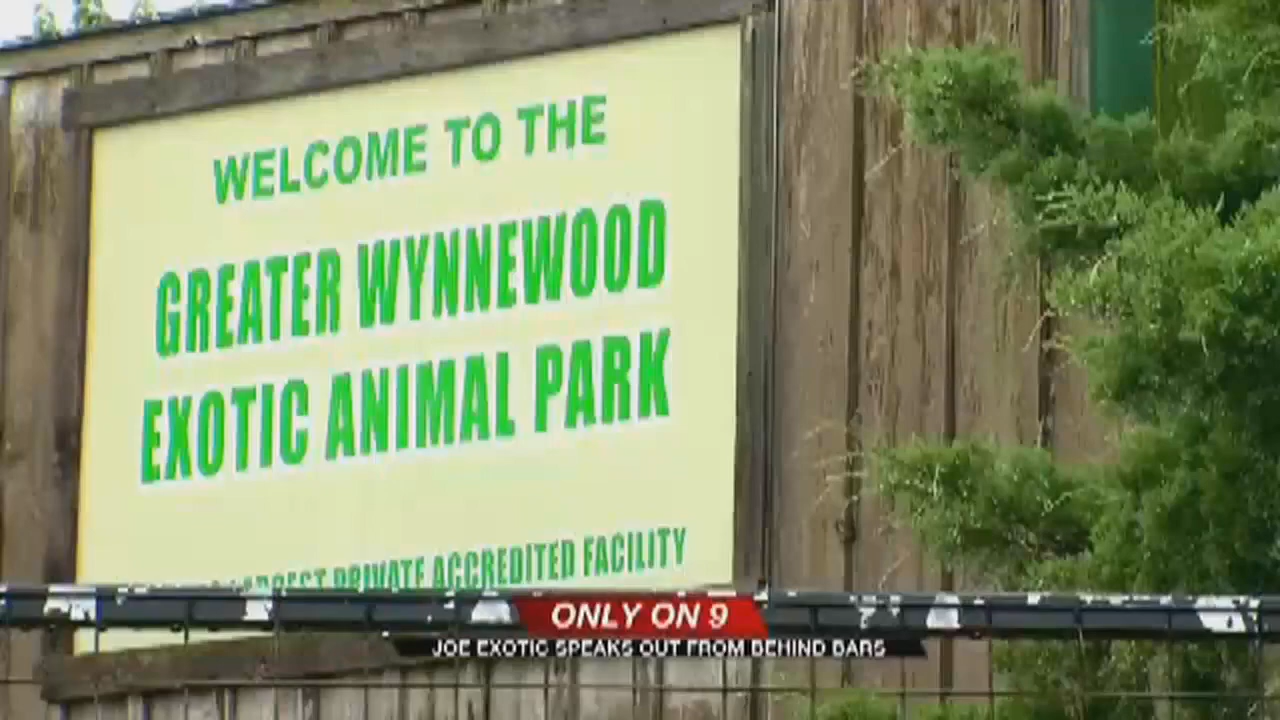 WELCOME TO THE
GREATER WYNNEWOOD
EXOTIC ANIMAL PARK
LARGEST PRIVATE ACCREDITED FACILITY
ONLY ON 9
JOE EXOTIC SPEAKS OUT FROM BEHIND BARS